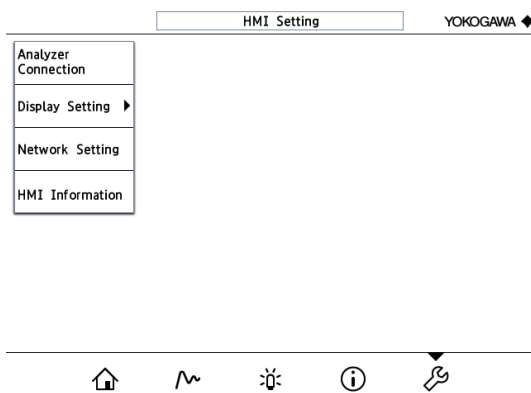 HMI Setting
YOKOGAWA
Analyzer
Connection
Display Setting
Network Setting
HMI Information